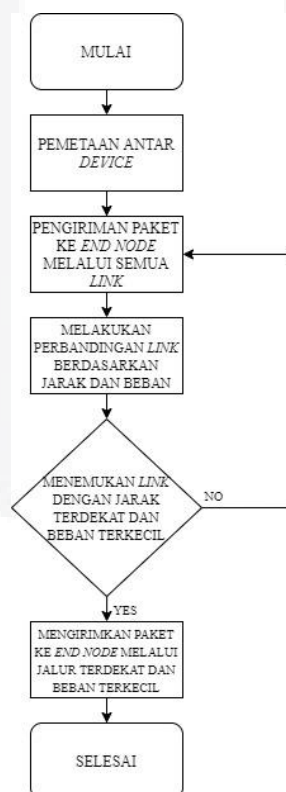 MULAI
PEMETAAN ANTAR
DEVICE
PENGIRIMAN PAKET
KE END NODE
MELALUI SEMUA
LINK
MELAKUKAN
PERBANDINGAN LINK
BERDASARKAN
JARAK DAN BEBAN
MENEMUKAN LINK
DENGAN JARAK
TERDEKAT DAN
BEBAN TERKECIL
NO
YES
MENGIRIMKAN PAKET
KE END NODE MELALUI
JALUR TERDEKAT DAN
BEBAN TERKECIL
SELESAI